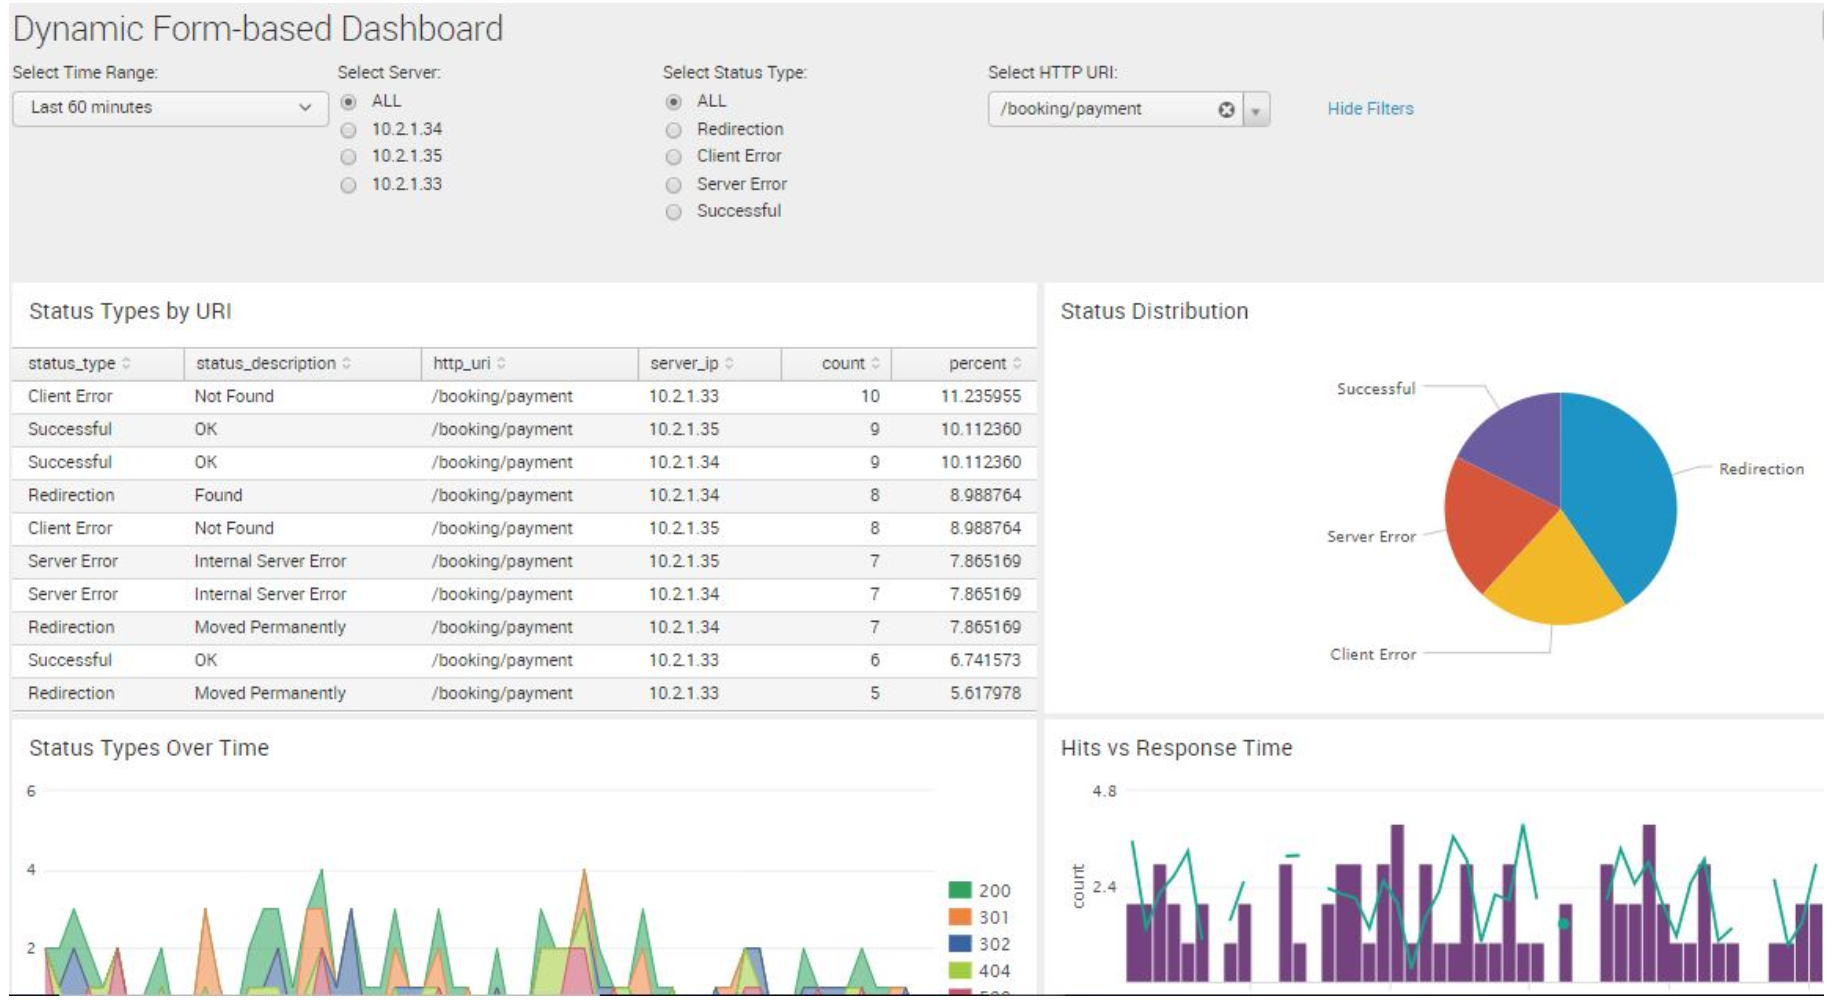 Dynamic Form-based Dashboard
Select Time Range:
Last 60 minutes
Select Server:
ALL
10.2.1.34
10.2.1.35
10.2.1.33
Select Status Type:
ALL
Redirection
Client Error
Server Error
Successful
Select HTTP URI:
/booking/payment
Hide Filters
Status Types by URI
status_type status_description http_uri server_ip count percent
Client Error Not Found /booking/payment 10.2.1.33 10 11.235955
Successful OK /booking/payment 10.2.1.35 9 10.112360
Successful OK /booking/payment 10.2.1.34 9 10.112360
Redirection Found /booking/payment 10.2.1.34 8 8.988764
Client Error Not Found /booking/payment 10.2.1.35 8 8.988764
Server Error Internal Server Error /booking/payment 10.2.1.35 7 7.865169
Server Error Internal Server Error /booking/payment 10.2.1.34 7 7.865169
Redirection Moved Permanently /booking/payment 10.2.1.34 7 7.865169
Successful OK /booking/payment 10.2.1.33 6 6.741573
Redirection Moved Permanently /booking/payment 10.2.1.33 5 5.617978
Status Distribution
Successful
Redirection
Server Error
Client Error
Status Types Over Time
6
4
2
200
301
302
404
Hits vs Response Time
4.8
2.4
count